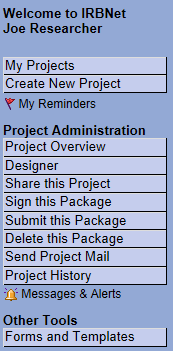 Welcome to IRBNet
Joe Researcher
My Projects
Create New Project
My Reminders
Project Administration
Project Overview
Designer
Share this Project
Sign this Package
Submit this Package
Delete this Package
Send Project Mail
Project History
Messages & Alerts
Other Tools
Forms and Templates